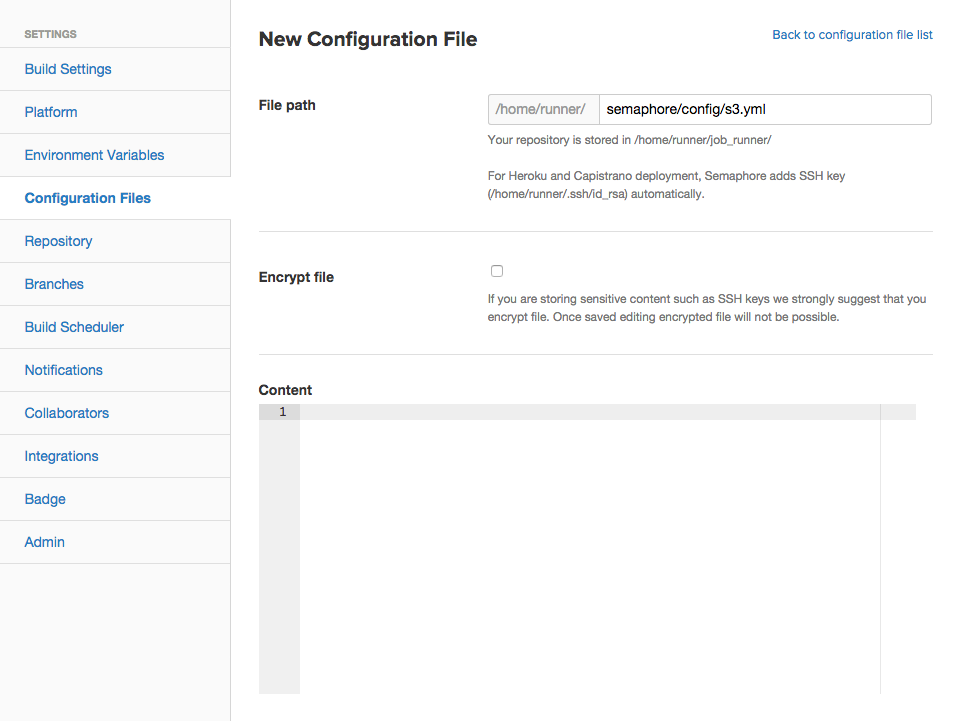 SETTINGS
Build Settings
Platform
Environment Variables
Configuration Files
Repository
Branches
Build Scheduler
Notifications
Collaborators
Integrations
Badge
Admin
New Configuration File
Back to configuration file list
File path
/home/runner/ semaphore/config/s3.yml
Your repository is stored in /home/runner/job_runner/
For Heroku and Capistrano deployment, Semaphore adds SSH key
(/home/runner/.ssh/id_rsa) automatically.
Encrypt file
If you are storing sensitive content such as SSH keys we strongly suggest that you
encrypt file. Once saved editing encrypted file will not be possible.
Content
1